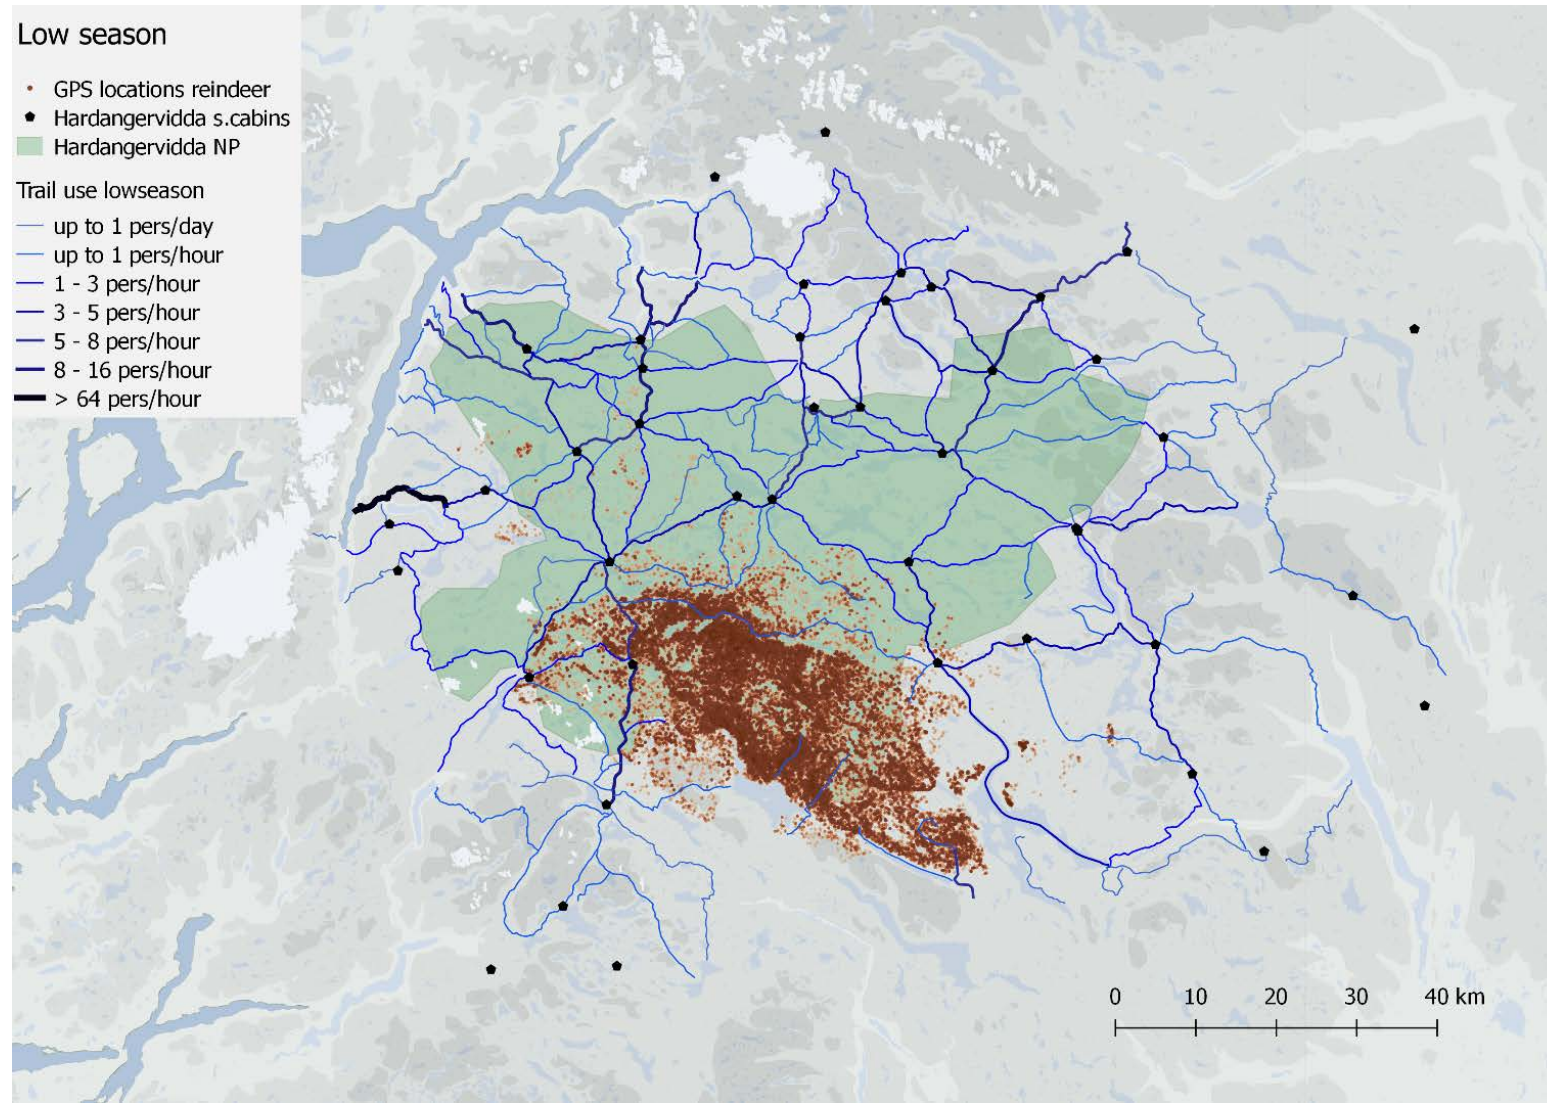 Low season
GPS locations reindeer
Hardangervidda s.cabins
Hardangervidda NP
Trail use lowseason
up to 1 pers/day
up to 1 pers/hour
1 - 3 pers/hour
3 - 5 pers/hour
5 - 8 pers/hour
8 - 16 pers/hour
> 64 pers/hour
0 10 20 30 40 km